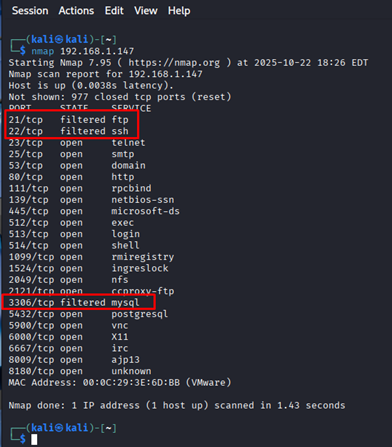 Session Actions Edit View Help
(kali㉿kali)-[~]
$ nmap 192.168.1.147
Starting Nmap 7.95 ( https://nmap.org ) at 2025-10-22 18:26 EDT
Nmap scan report for 192.168.1.147
Host is up (0.0038s latency).
Not shown: 977 closed tcp ports (reset)
PORT STATE SERVICE
21/tcp filtered ftp
22/tcp filtered ssh
23/tcp open telnet
25/tcp open smtp
53/tcp open domain
80/tcp open http
111/tcp open rpcbind
139/tcp open netbios-ssn
445/tcp open microsoft-ds
512/tcp open exec
513/tcp open login
514/tcp open shell
1099/tcp open rmiregistry
1524/tcp open ingreslock
2049/tcp open nfs
2121/tcp open ccproxy-ftp
3306/tcp filtered mysql
5432/tcp open postgresql
5900/tcp open vnc
6000/tcp open X11
6667/tcp open irc
8009/tcp open ajp13
8180/tcp open unknown
MAC Address: 00:0C:29:3E:6D:BB (VMware)
Nmap done: 1 IP address (1 host up) scanned in 1.43 seconds
(kali㉿kali)-[~]
$